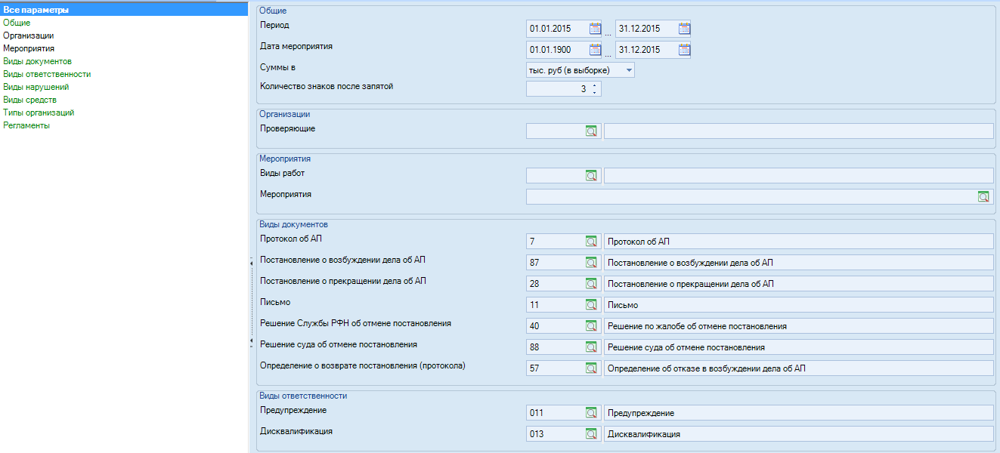 Все параметры
Общие
Организации
Мероприятия
Виды документов
Виды ответственности
Виды нарушений
Виды средств
Типы организаций
Регламенты
Общие
Период 01.01.2015 ... 31.12.2015
Дата мероприятия 01.01.1900 ... 31.12.2015
Суммы в тыс. руб (в выборке)
Количество знаков после запятой 3
Организации
Проверяющие
Мероприятия
Виды работ
Мероприятия
Виды документов
Протокол об АП 7 Протокол об АП
Постановление о возбуждении дела об АП 87 Постановление о возбуждении дела об АП
Постановление о прекращении дела об АП 28 Постановление о прекращении дела об АП
Письмо 11 Письмо
Решение Службы РФН об отмене постановления 40 Решение по жалобе об отмене постановления
Решение суда об отмене постановления 88 Решение суда об отмене постановления
Определение о возврате постановления (протокола) 57 Определение об отказе в возбуждении дела об АП
Виды ответственности
Предупреждение 011 Предупреждение
Дисквалификация 013 Дисквалификация